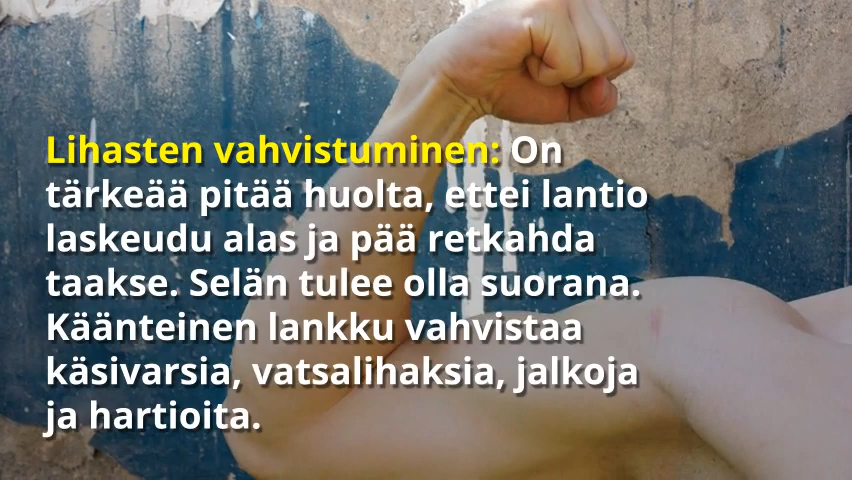 Lihasten vahvistuminen: On
tärkeää pitää huolta, ettei lantio
laskeudu alas ja pää retkahda
taakse. Selän tulee olla suorana.
Käänteinen lankku vahvistaa
käsivarsia, vatsalihaksia, jalkoja
ja hartioita.